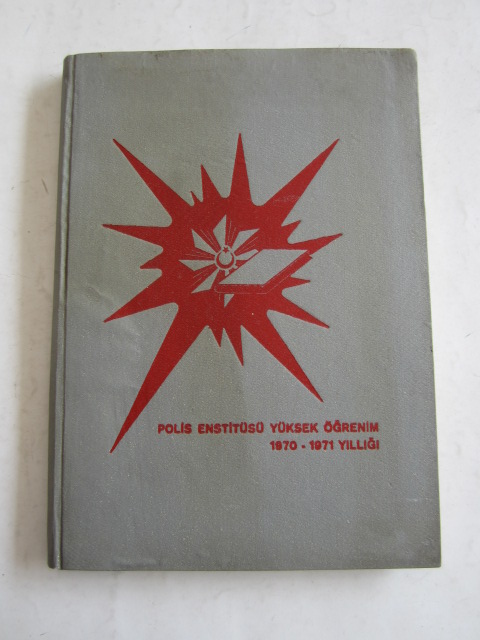 POLİS ENSTİTÜSÜ YÜKSEK ÖĞRENİM
1970 - 1971 YILLIĞI